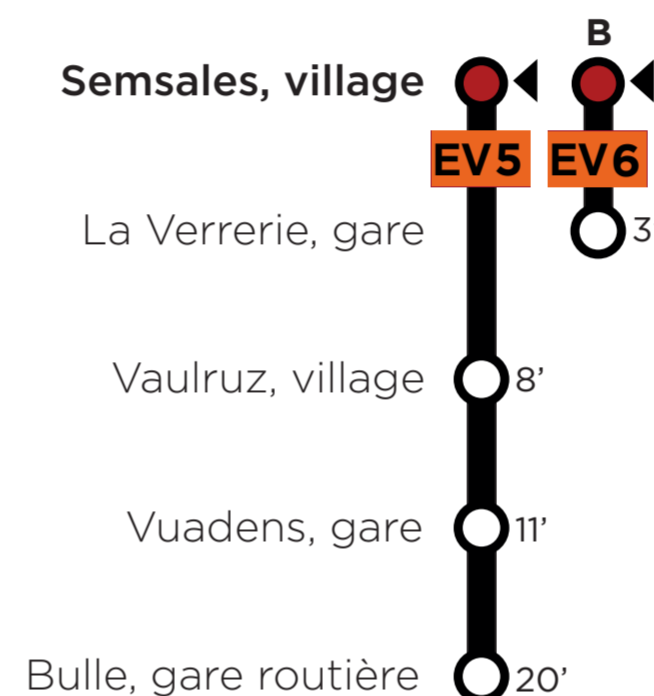 B
Semsales, village
EV5 EV6
La Verrerie, gare 3
Vaulruz, village 8’
Vuadens, gare 11’
Bulle, gare routière 20’